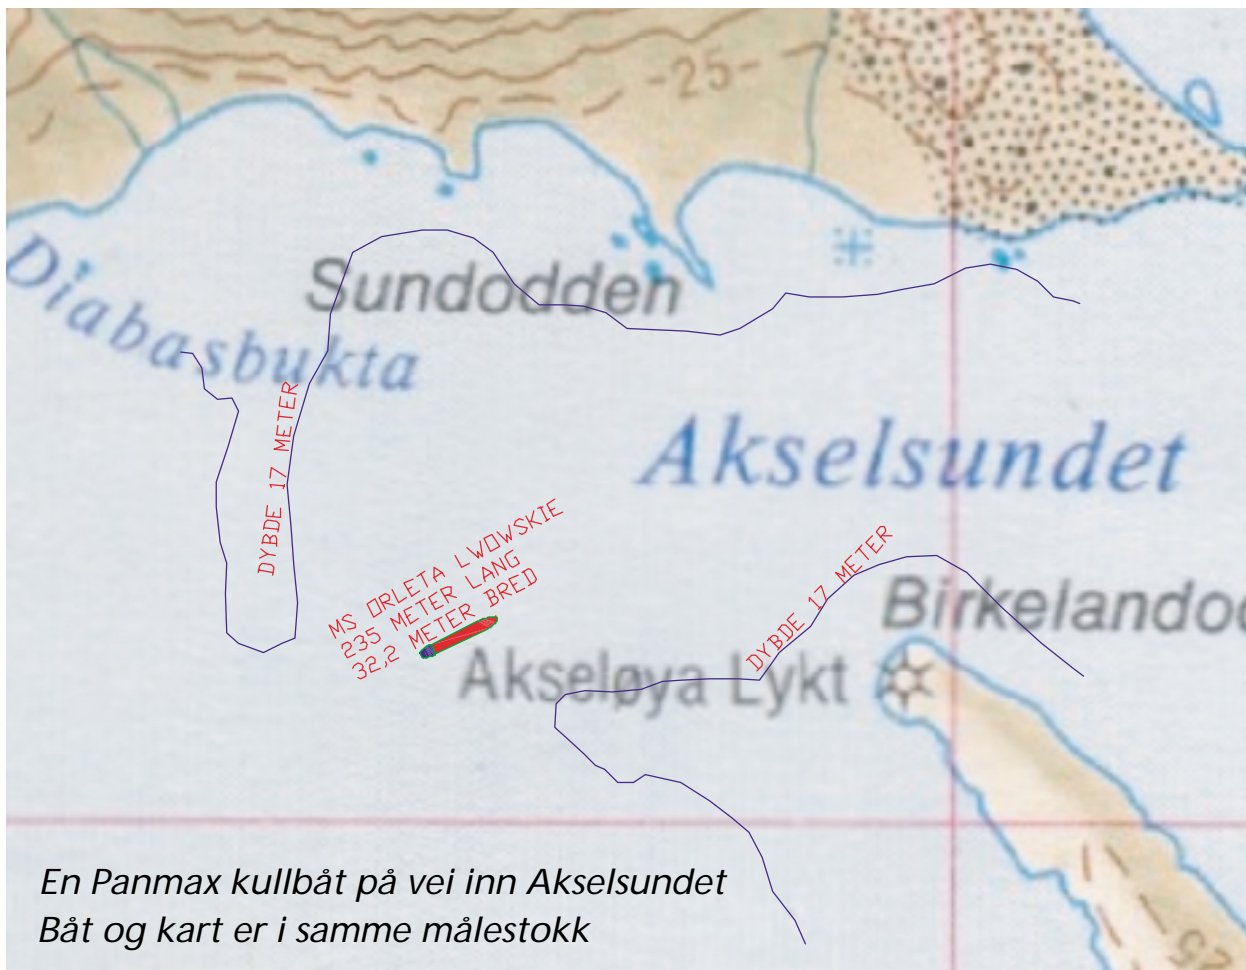 -25-
Sundodden
Diabasbukta
DYBDE 17 METER
Akselsundet
MS ORLETA LWOWSKIE
235 METER LANG
32,2 METER BRED
DYBDE 17 METER
Birkelandod
Akseløya Lykt
En Panmax kullbåt på vei inn Akselsundet
Båt og kart er i samme målestokk
25